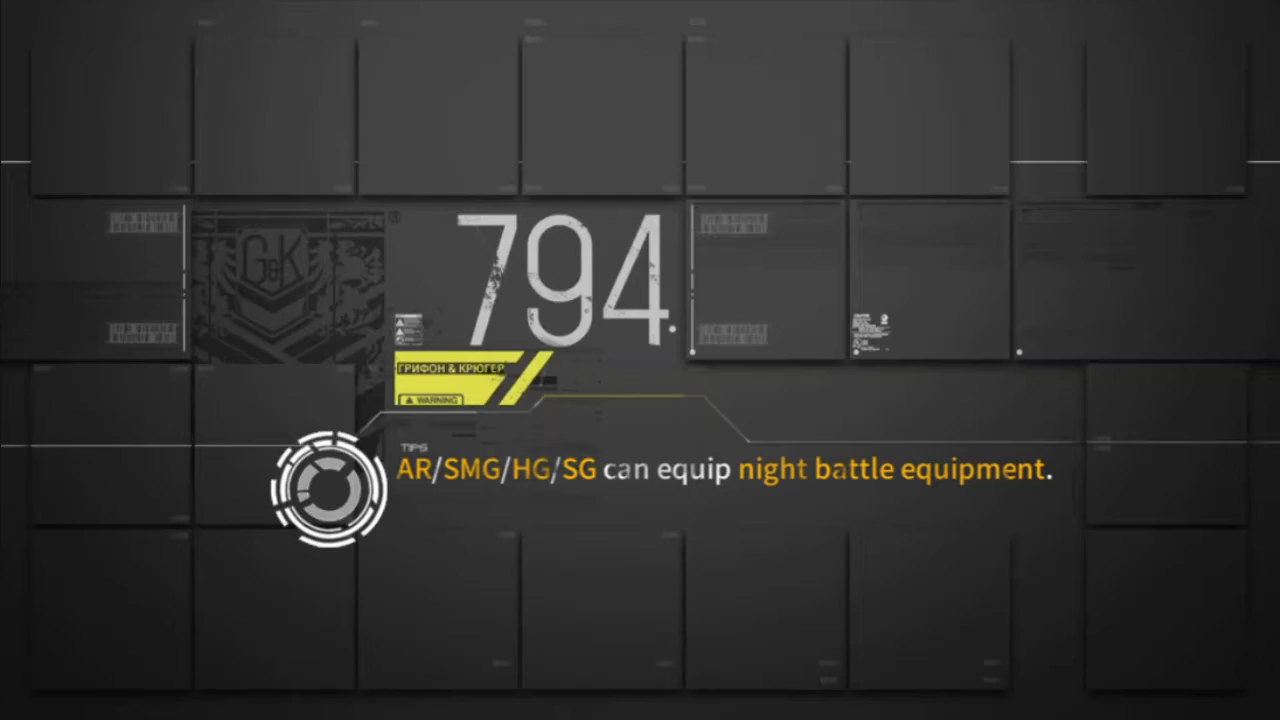 G&K
794.
ГРИФОН & КРЮГЕР
WARNING
TIPS
AR/SMG/HG/SG can equip night battle equipment.